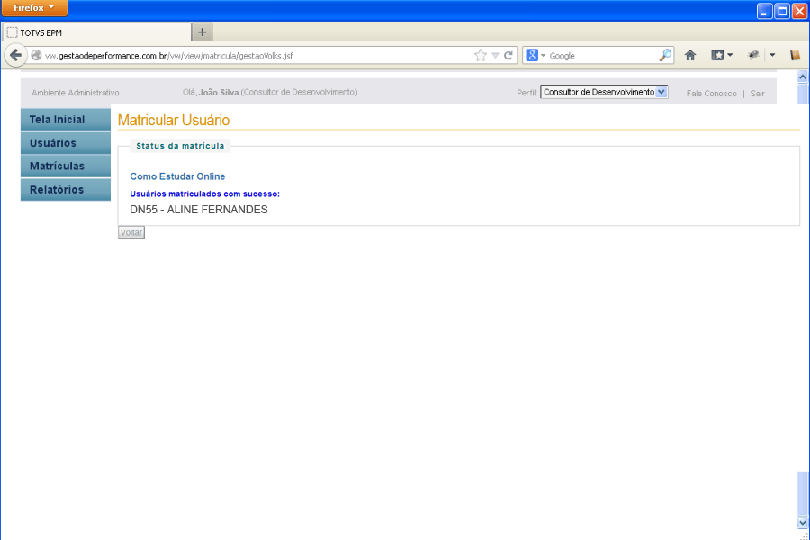 Firefox
TOTVS EPM
vw.gestaodeperformance.com.br/vw/view/matricula/gestaoVolks.jsf
Google
Ambiente Administrativo
Olá, João Silva (Consultor de Desenvolvimento)
Perfil Consultor de Desenvolvimento
Fale Conosco | Sair
Tela Inicial
Usuários
Matrículas
Relatórios
Matricular Usuário
Status da matrícula
Como Estudar Online
Usuários matriculados com sucesso:
DN55 - ALINE FERNANDES
voltar